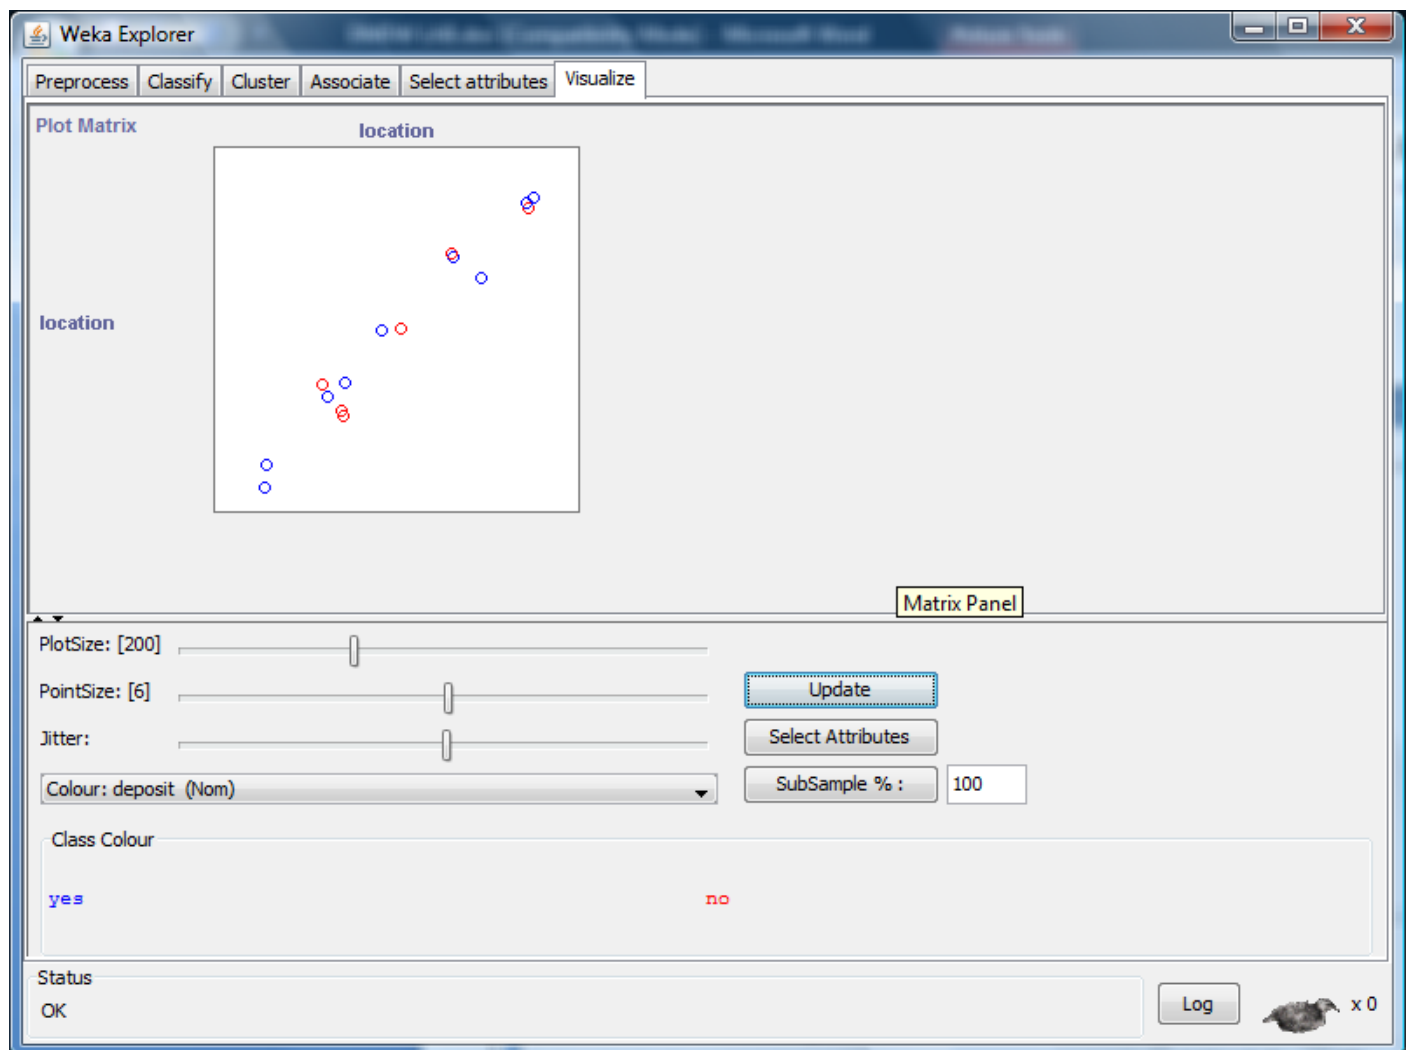 Weka Explorer
Preprocess Classify Cluster Associate Select attributes Visualize
Plot Matrix
location
location
Matrix Panel
PlotSize: [200]
PointSize: [6]
Update
Jitter:
Select Attributes
Colour: deposit (Nom)
SubSample % :
100
Class Colour
yes
no
Status
OK
Log
x 0